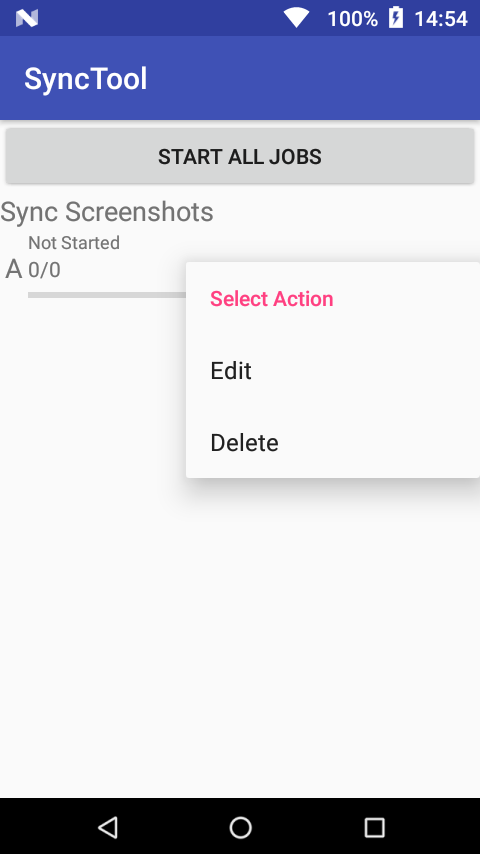 100% 14:54
SyncTool
START ALL JOBS
Sync Screenshots
Not Started
A 0/0
Select Action
Edit
Delete